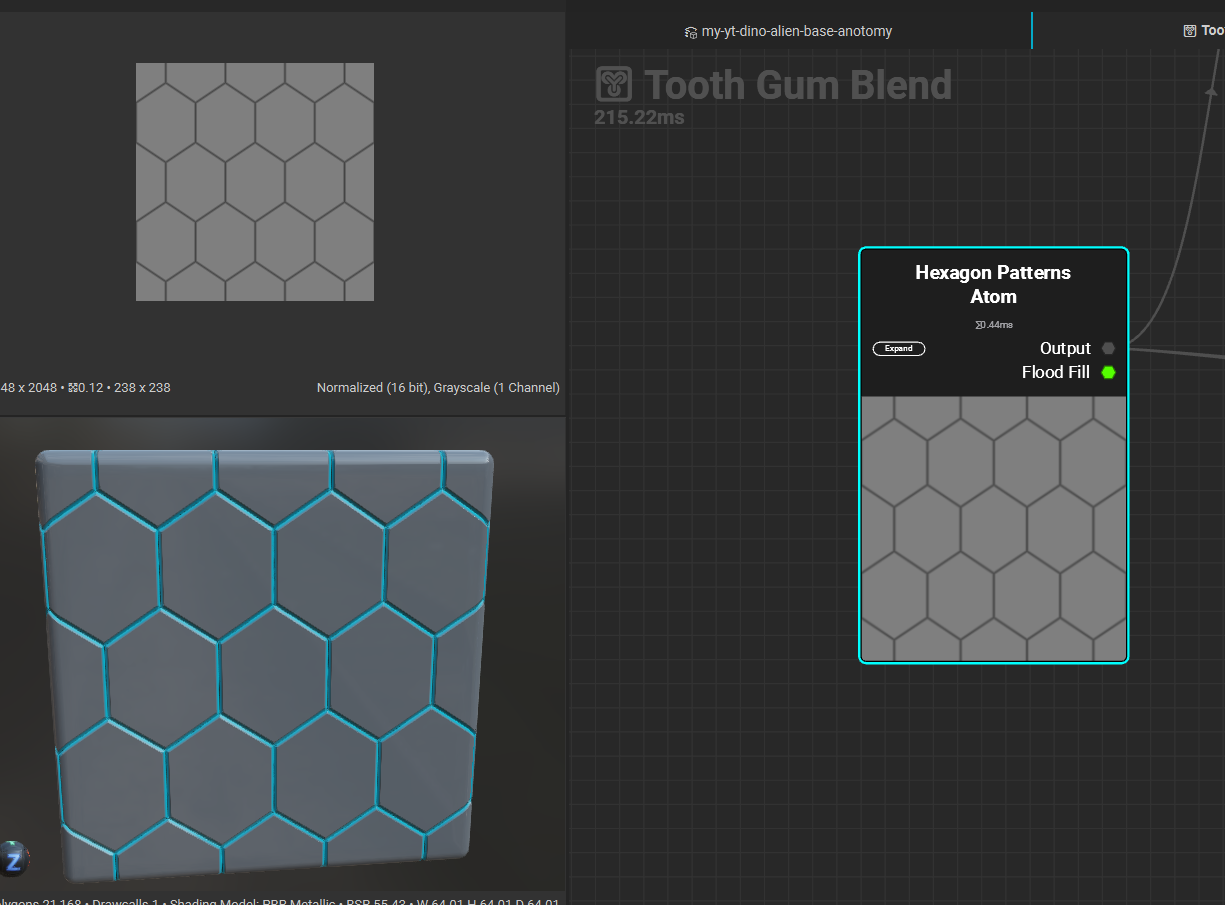 my-yt-dino-alien-base-anotomy
Too
Tooth Gum Blend
215.22ms
48 x 2048 • 0.12 • 238 x 238
Normalized (16 bit), Grayscale (1 Channel)
Hexagon Patterns
Atom
0.44ms
Expand
Output
Flood Fill
Z
olygons 21,168 • Drawcalls 1 • Shading Model: PBR Metallic • BSR 55.43 • W 64.01 H 64.01 D 64.01